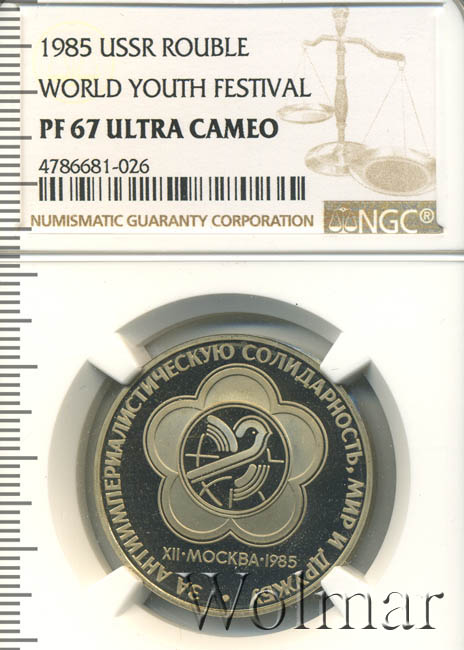 1985 USSR ROUBLE
WORLD YOUTH FESTIVAL
PF 67 ULTRA CAMEO
4786681-026
NUMISMATIC GUARANTY CORPORATION NGC®
ЗА АНТИИМПЕРИАЛИСТИЧЕСКУЮ СОЛИДАРНОСТЬ, МИР И ДРУЖБУ
XII·МОСКВА·1985
Wolmar